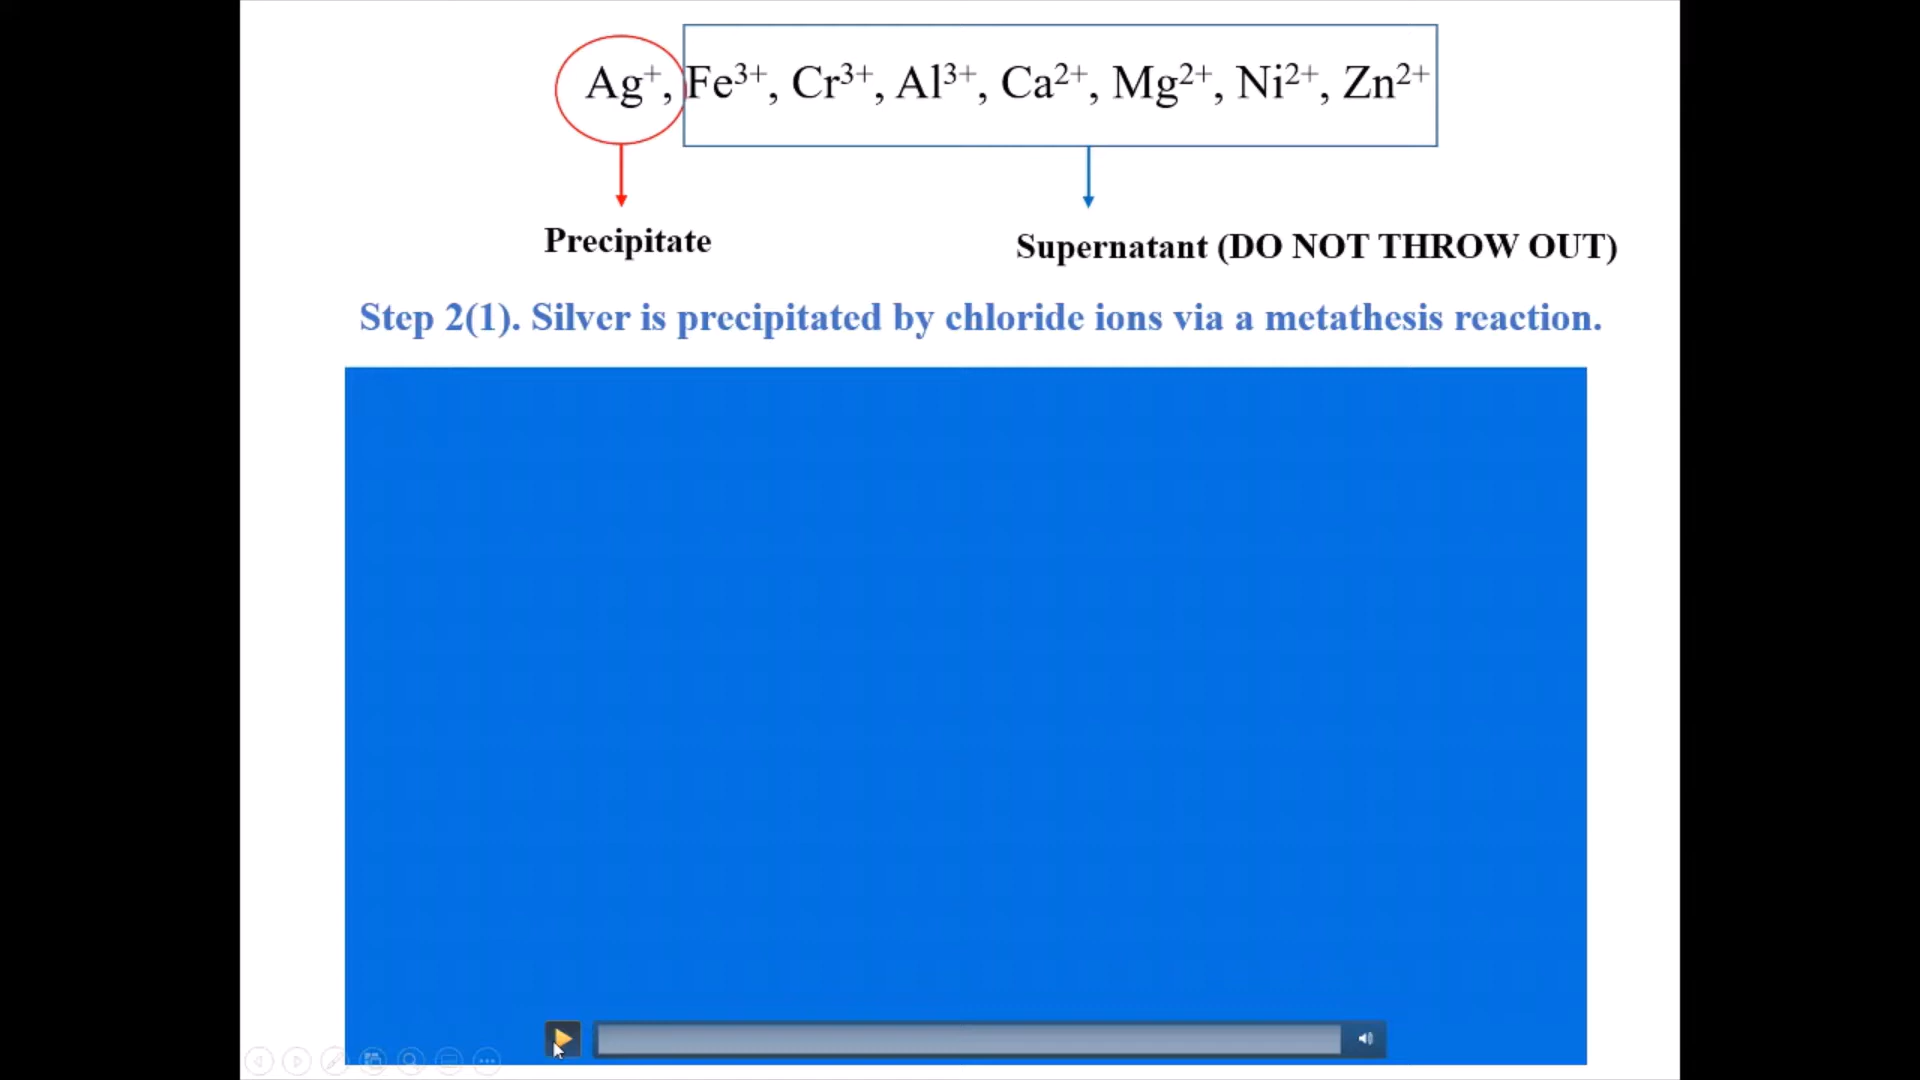 Ag⁺, Fe³⁺, Cr³⁺, Al³⁺, Ca²⁺, Mg²⁺, Ni²⁺, Zn²⁺
Precipitate
Supernatant (DO NOT THROW OUT)
Step 2(1). Silver is precipitated by chloride ions via a metathesis reaction.